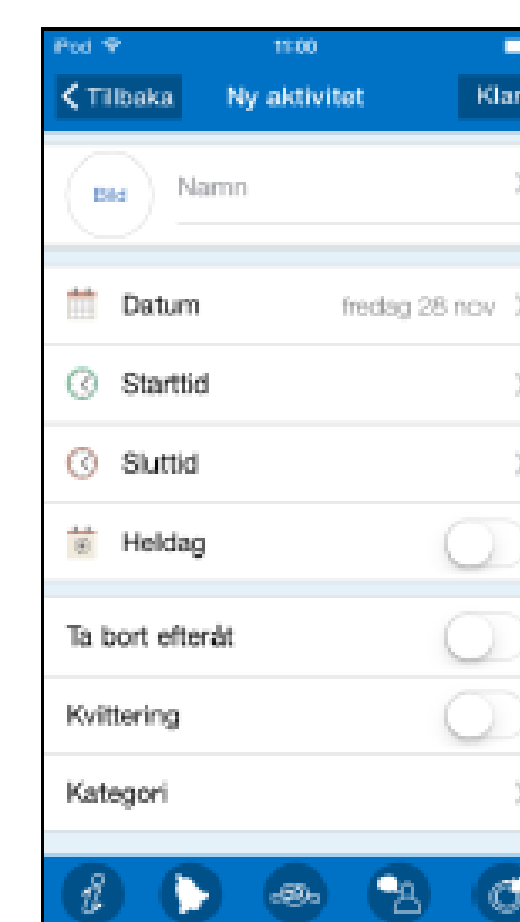 iPod 11:00
Tillbaka Ny aktivitet Klar
Bild Namn
Datum fredag 28 nov
Starttid
Sluttid
Heldag
Ta bort efteråt
Kvittering
Kategori